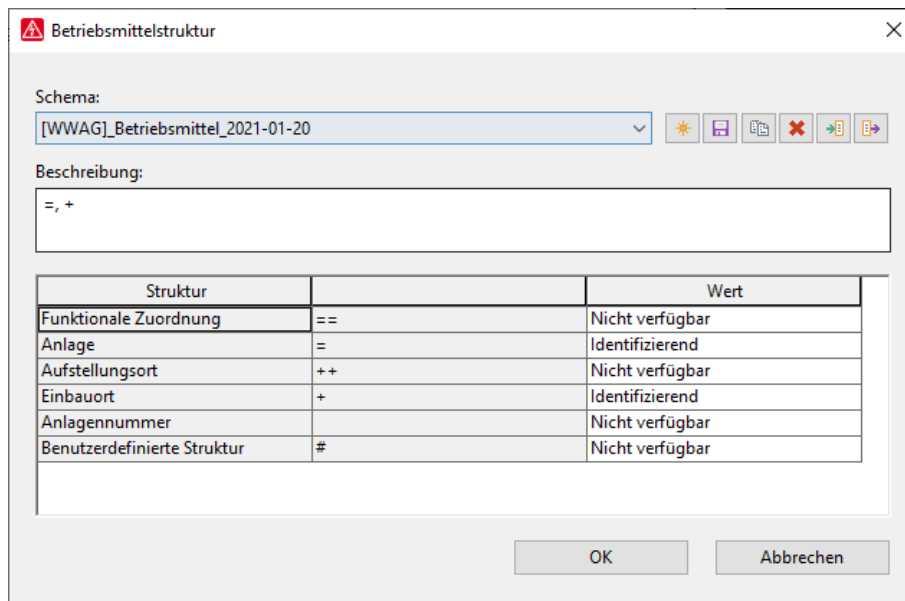 Betriebsmittelstruktur
Schema:
[WWAG]_Betriebsmittel_2021-01-20
Beschreibung:
=, +
Struktur Wert
Funktionale Zuordnung == Nicht verfügbar
Anlage = Identifizierend
Aufstellungsort ++ Nicht verfügbar
Einbauort + Identifizierend
Anlagennummer Nicht verfügbar
Benutzerdefinierte Struktur # Nicht verfügbar
OK Abbrechen